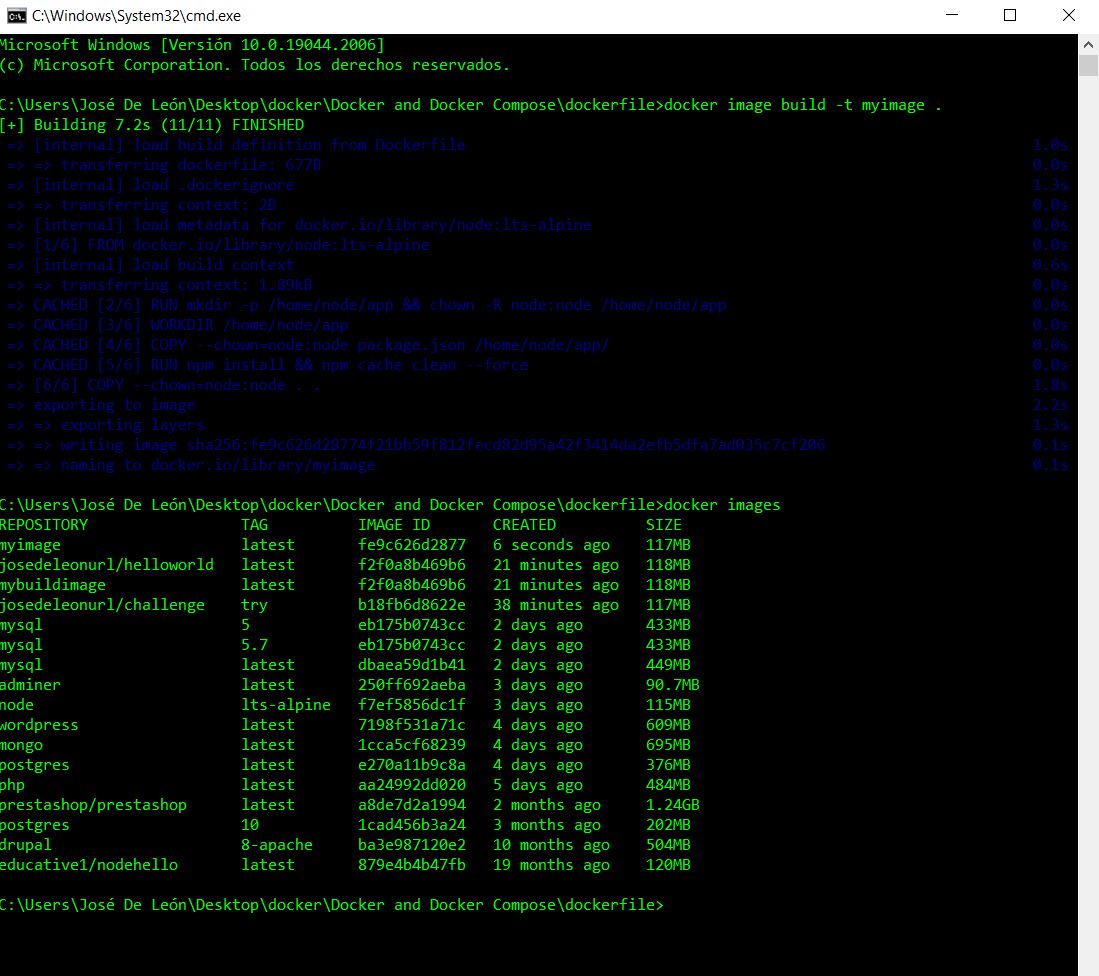 C:\Windows\System32\cmd.exe
Microsoft Windows [Versión 10.0.19044.2006]
(c) Microsoft Corporation. Todos los derechos reservados.
C:\Users\José De León\Desktop\docker\Docker and Docker Compose\dockerfile>docker image build -t myimage .
[+] Building 7.2s (11/11) FINISHED
=> [internal] load build definition from Dockerfile 1.0s
=> => transferring dockerfile: 677B 0.0s
=> [internal] load .dockerignore 1.3s
=> => transferring context: 2B 0.0s
=> [internal] load metadata for docker.io/library/node:lts-alpine 0.0s
=> [1/6] FROM docker.io/library/node:lts-alpine 0.0s
=> [internal] load build context 0.6s
=> => transferring context: 1.09kB 0.0s
=> CACHED [2/6] RUN mkdir -p /home/node/app && chown -R node:node /home/node/app 0.0s
=> CACHED [3/6] WORKDIR /home/node/app 0.0s
=> CACHED [4/6] COPY --chown=node:node package.json /home/node/app/ 0.0s
=> CACHED [5/6] RUN npm install && npm cache clean --force 0.0s
=> [6/6] COPY --chown=node:node . . 1.8s
=> exporting to image 2.2s
=> => exporting layers 1.3s
=> => writing image 0.1s
=> => naming to docker.io/library/myimage 0.1s
C:\Users\José De León\Desktop\docker\Docker and Docker Compose\dockerfile>docker images
REPOSITORY TAG IMAGE ID CREATED SIZE
myimage latest fe9c626d2877 6 seconds ago 117MB
josedeleonurl/helloworld latest f2f0a8b469b6 21 minutes ago 118MB
mybuildimage latest f2f0a8b469b6 21 minutes ago 118MB
josedeleonurl/challenge try b18fb6d8622e 38 minutes ago 117MB
mysql 5 eb175b0743cc 2 days ago 433MB
mysql 5.7 eb175b0743cc 2 days ago 433MB
mysql latest dbaea59d1b41 2 days ago 449MB
adminer latest 250ff692aeba 3 days ago 90.7MB
node lts-alpine f7ef5856dc1f 3 days ago 115MB
wordpress latest 7198f531a71c 4 days ago 609MB
mongo latest 1cca5cf68239 4 days ago 695MB
postgres latest e270a11b9c8a 4 days ago 376MB
php latest aa24992dd020 5 days ago 484MB
prestashop/prestashop latest a8de7d2a1994 2 months ago 1.24GB
postgres 10 1cad456b3a24 3 months ago 202MB
drupal 8-apache ba3e987120e2 10 months ago 504MB
educative1/nodehello latest 879e4b4b47fb 19 months ago 120MB
C:\Users\José De León\Desktop\docker\Docker and Docker Compose\dockerfile>